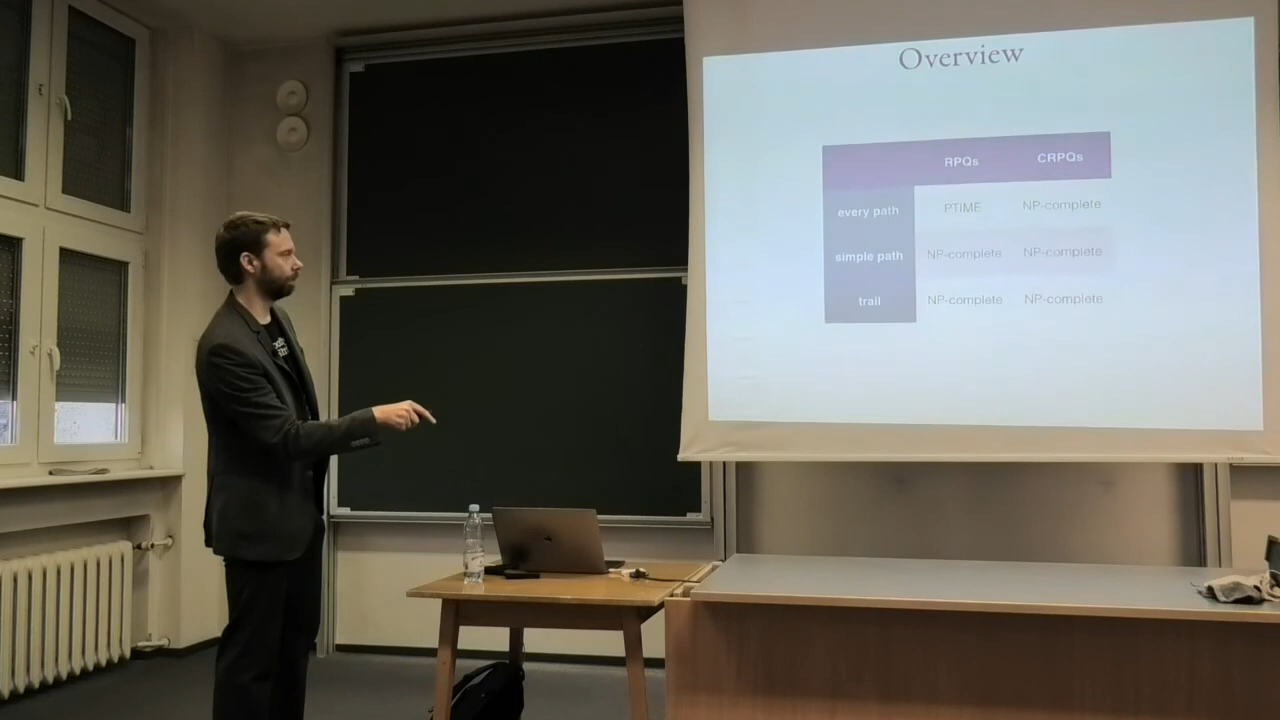 Overview
RPQs CRPQs
every path PTIME NP-complete
simple path NP-complete NP-complete
trail NP-complete NP-complete